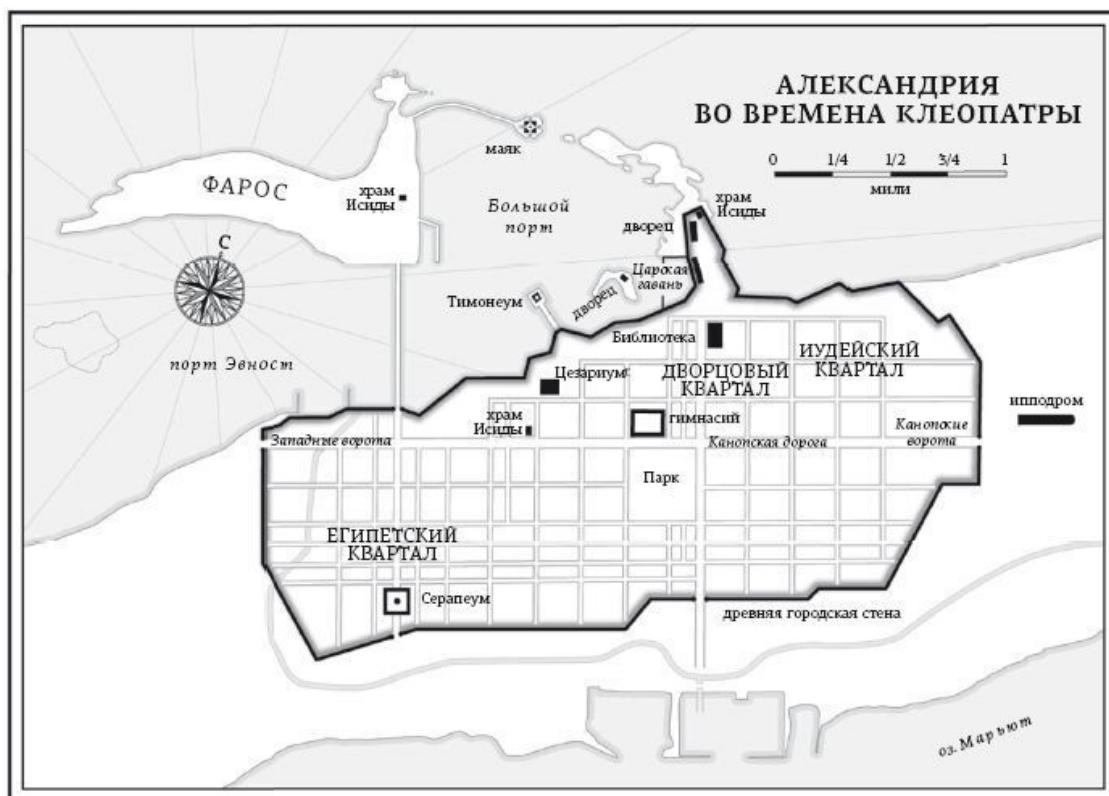 АЛЕКСАНДРИЯ
ВО ВРЕМЕНА КЛЕОПАТРЫ
0 1/4 1/2 3/4 1
МИЛИ
маяк
ФАРОС
храм
Исиды
Большой
порт
храм
Исиды
дворец
С
Царская
гавань
Тимонеум
дворец
порт Эвност
Библиотека
ИУДЕЙСКИЙ
КВАРТАЛ
Цезариум
ДВОРЦОВЫЙ
КВАРТАЛ
ипподром
храм
Исиды
гимнасий
Западные ворота
Канопская дорога
Канопские
ворота
Парк
ЕГИПЕТСКИЙ
КВАРТАЛ
Серапеум
древняя городская стена
оз. Марьют